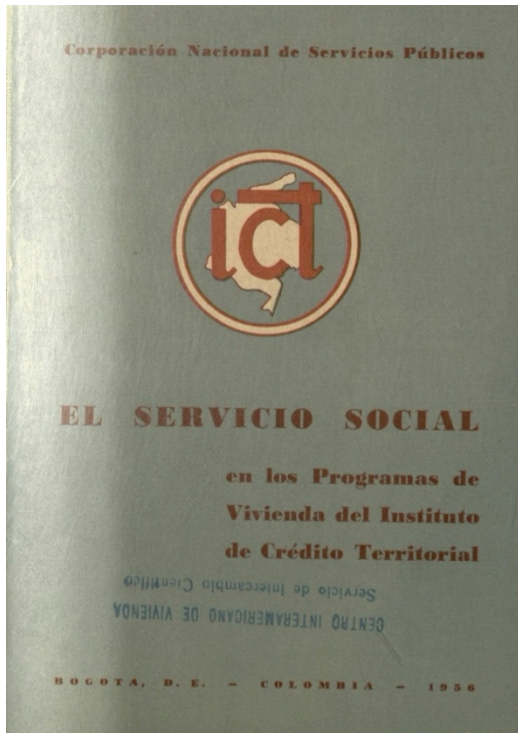 Corporación Nacional de Servicios Públicos
ict
EL SERVICIO SOCIAL
en los Programas de
Vivienda del Instituto
de Crédito Territorial
CENTRO INTERAMERICANO DE VIVIENDA
Servicio de Intercambio Científico
BOGOTA, D. E. - COLOMBIA - 1956